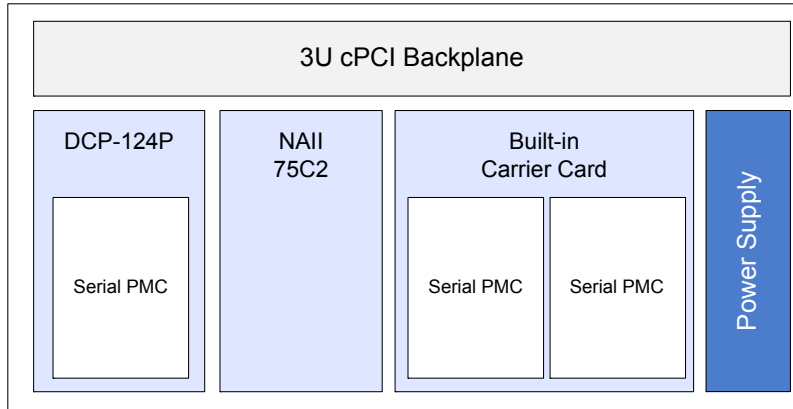 3U cPCI Backplane
DCP-124P
Serial PMC
NAII
75C2
Built-in
Carrier Card
Serial PMC
Serial PMC
Power Supply